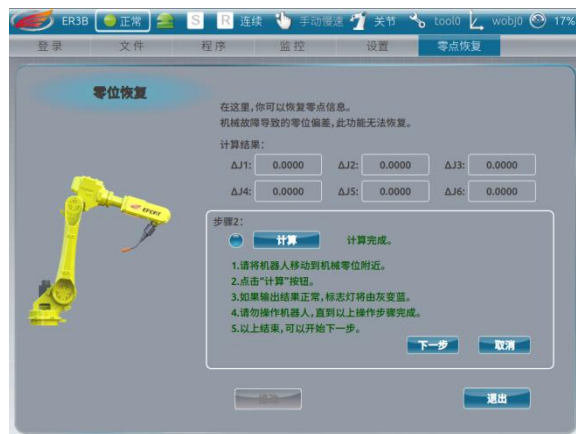 ER3B 正常 S R 连续 手动慢速 关节 tool0 wobj0 17%
登录 文件 程序 监控 设置 零点恢复
零位恢复
在这里,你可以恢复零点信息。
机械故障导致的零位偏差,此功能无法恢复。
计算结果:
ΔJ1: 0.0000 ΔJ2: 0.0000 ΔJ3: 0.0000
ΔJ4: 0.0000 ΔJ5: 0.0000 ΔJ6: 0.0000
EFORT
步骤2:
计算 计算完成。
1.请将机器人移动到机械零位附近。
2.点击“计算”按钮。
3.如果输出结果正常,标志灯将由灰变蓝。
4.请勿操作机器人,直到以上操作步骤完成。
5.以上结束,可以开始下一步。
下一步 取消
退出